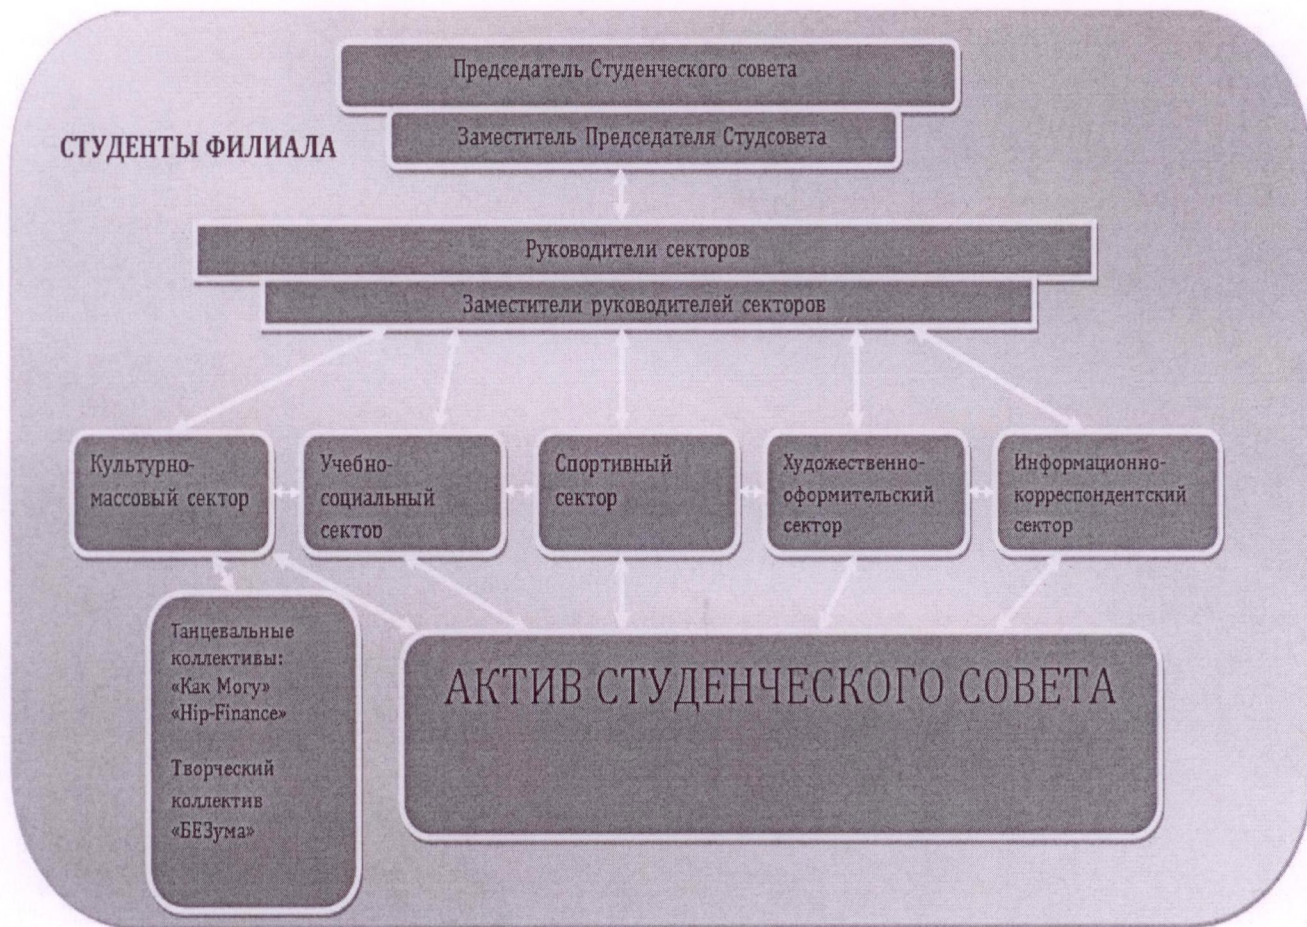 Председатель Студенческого совета
Заместитель Председателя Студсовета
СТУДЕНТЫ ФИЛИАЛА
Руководители секторов
Заместители руководителей секторов
Культурно-
массовый сектор
Учебно-
социальный
сектор
Спортивный
сектор
Художественно-
оформительский
сектор
Информационно-
корреспондентский
сектор
Танцевальные
коллективы:
«Как Могу»
«Hip-Finance»
Творческий
коллектив
«БЕЗума»
АКТИВ СТУДЕНЧЕСКОГО СОВЕТА